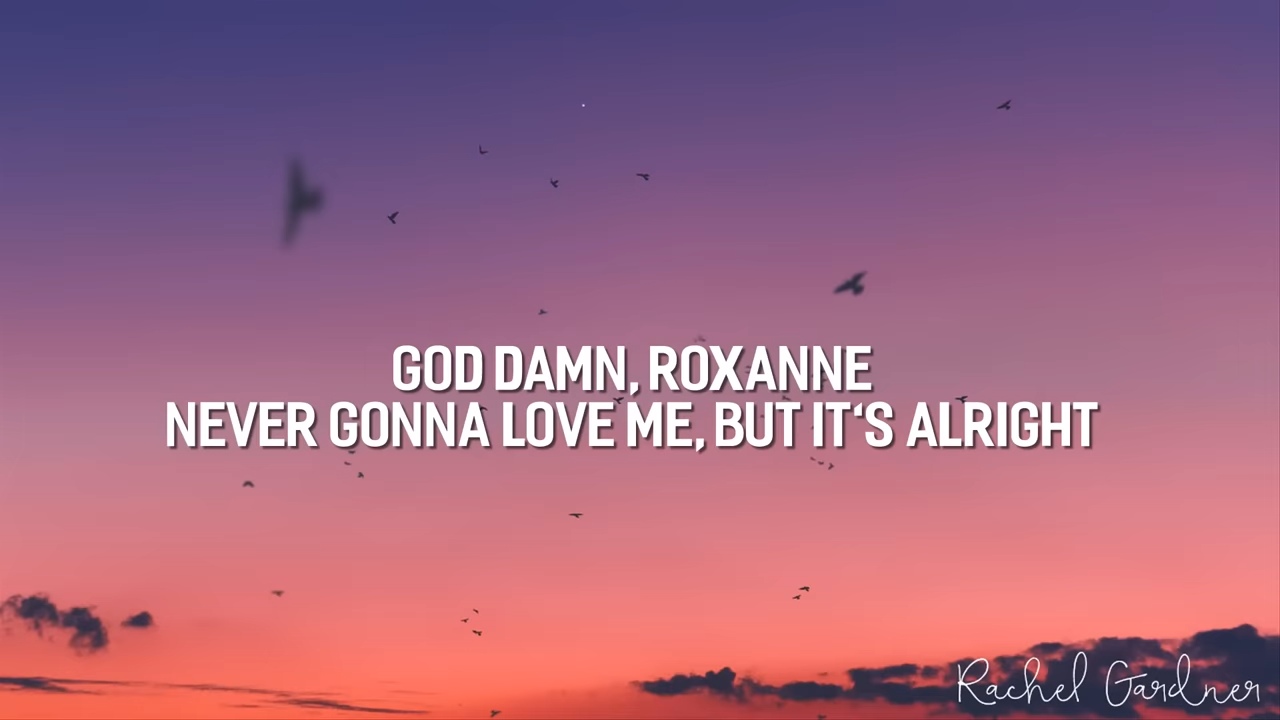 GOD DAMN, ROXANNE
NEVER GONNA LOVE ME, BUT IT‘S ALRIGHT
Rachel Gardner